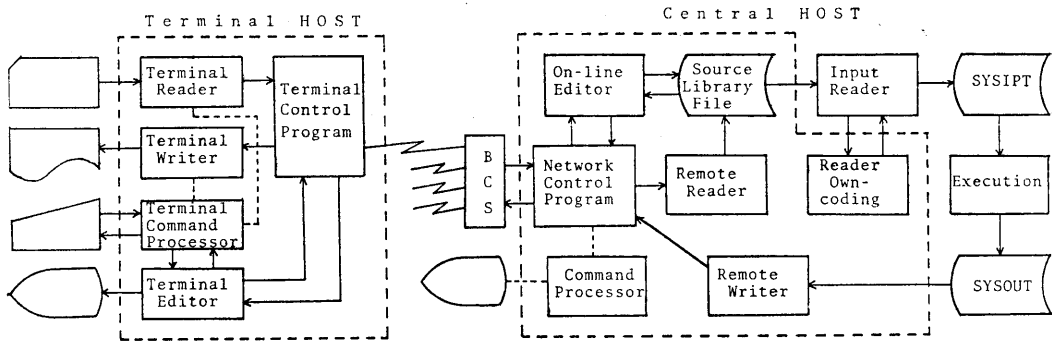 Terminal HOST
Terminal
Reader
Terminal
Control
Program
Terminal
Writer
Terminal
Command
Processor
Terminal
Editor
B
C
S
Central HOST
On-line
Editor
Source
Library
File
Input
Reader
SYSIPT
Network
Control
Program
Remote
Reader
Reader
Own-
coding
Execution
Command
Processor
Remote
Writer
SYSOUT